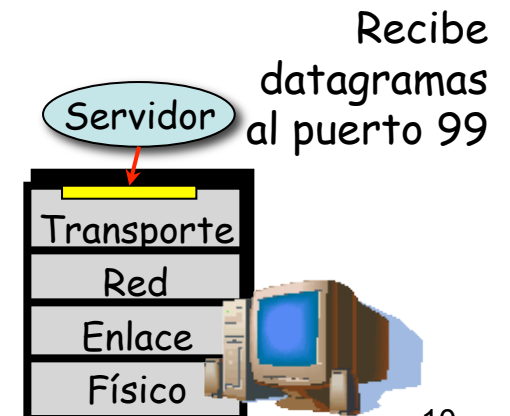 Recibe
datagramas
al puerto 99
Servidor
Transporte
Red
Enlace
Físico